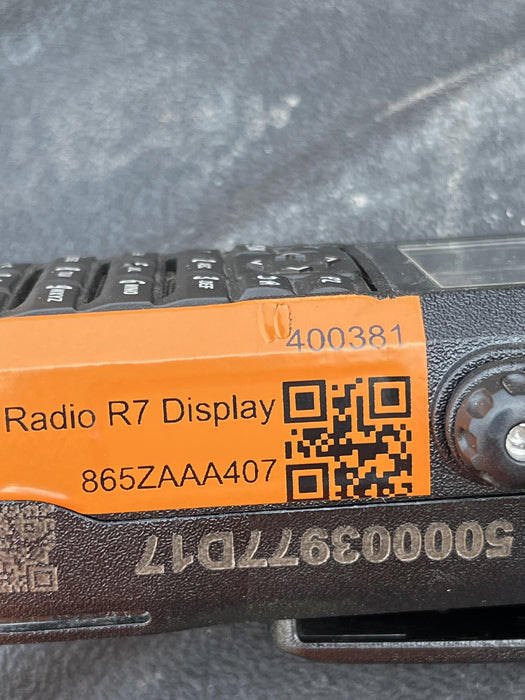 400381
Radio R7 Display
865ZAAA407
500003977D17